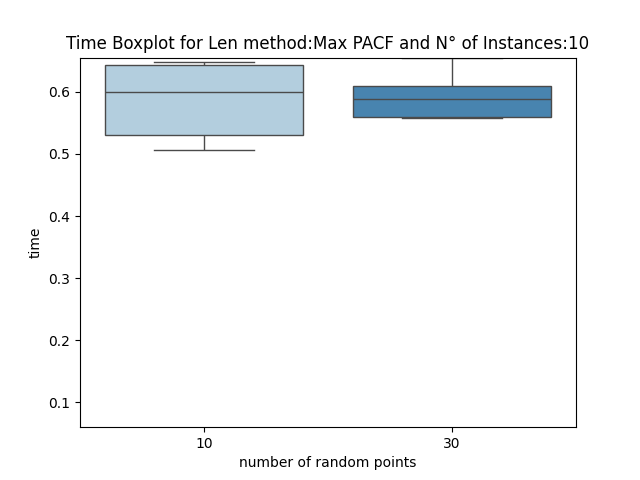 Time Boxplot for Len method:Max PACF and N° of Instances:10
0.6
0.5
0.4
0.3
0.2
0.1
time
10
30
number of random points